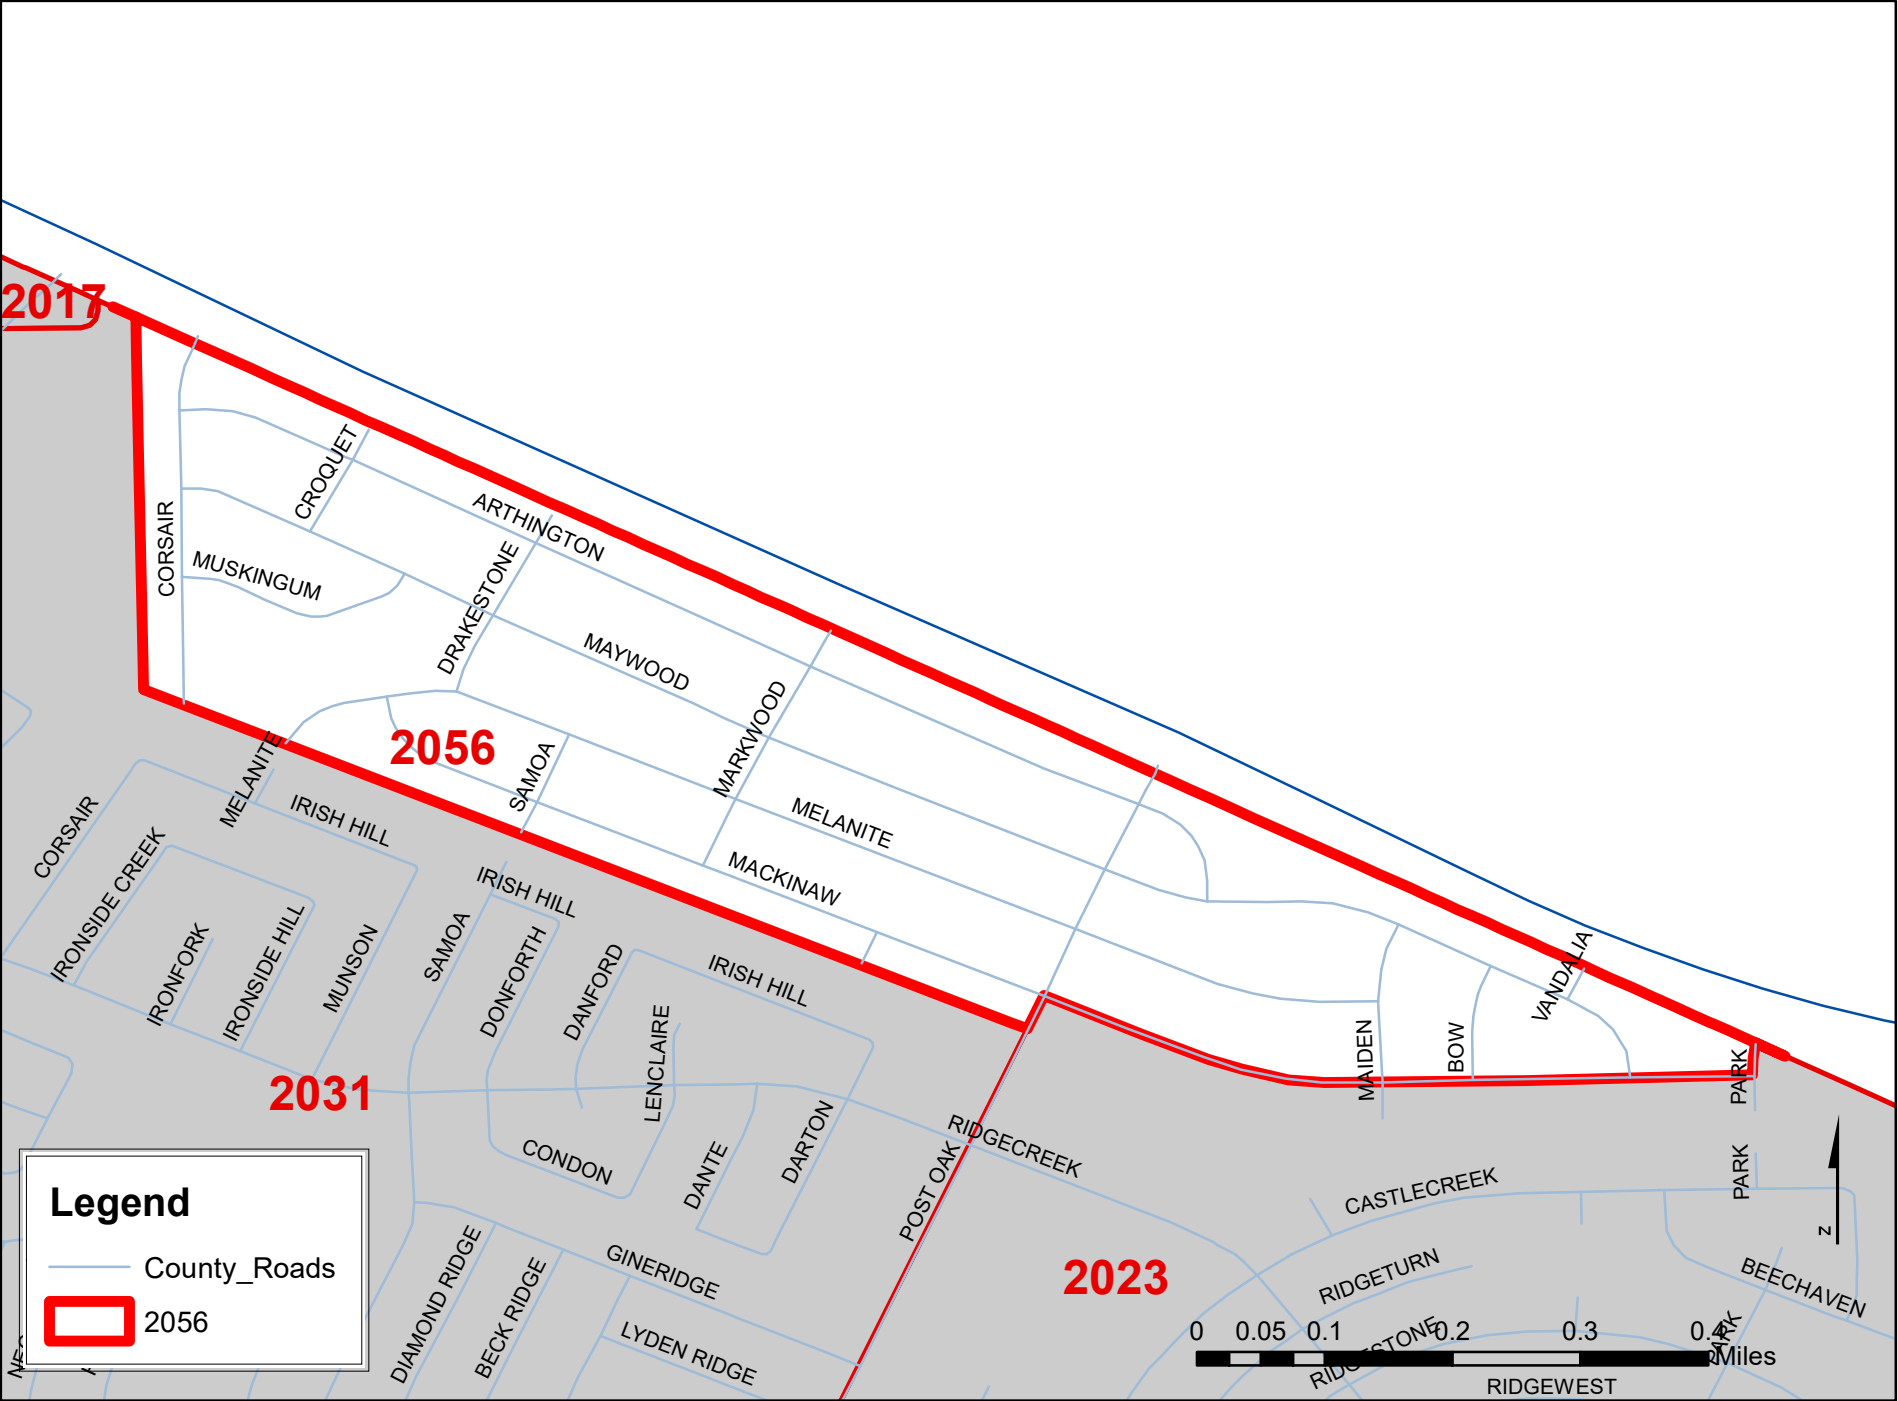 2017
CROQUET
ARTHINGTON
CORSAIR
MUSKINGUM
DRAKESTONE
MAYWOOD
MARKWOOD
2056
SAMOA
MELANITE
MELANITE
MACKINAW
CORSAIR
IRISH HILL
IRONSIDE CREEK
IRISH HILL
IRONFORK
IRONSIDE HILL
MUNSON
SAMOA
DONFORTH
DANFORD
IRISH HILL
VANDALIA
LENCLAIRE
MAIDEN
BOW
PARK
2031
CONDON
DANTE
DARTON
RIDGECREEK
POST OAK
PARK
CASTLECREEK
GINERIDGE
2023
RIDGETURN
BEECHAVEN
DIAMOND RIDGE
BECK RIDGE
LYDEN RIDGE
RIDGESTONE
PARK
RIDGEWEST
Z
Legend
County_Roads
2056
0 0.05 0.1 0.2 0.3 0.4
Miles